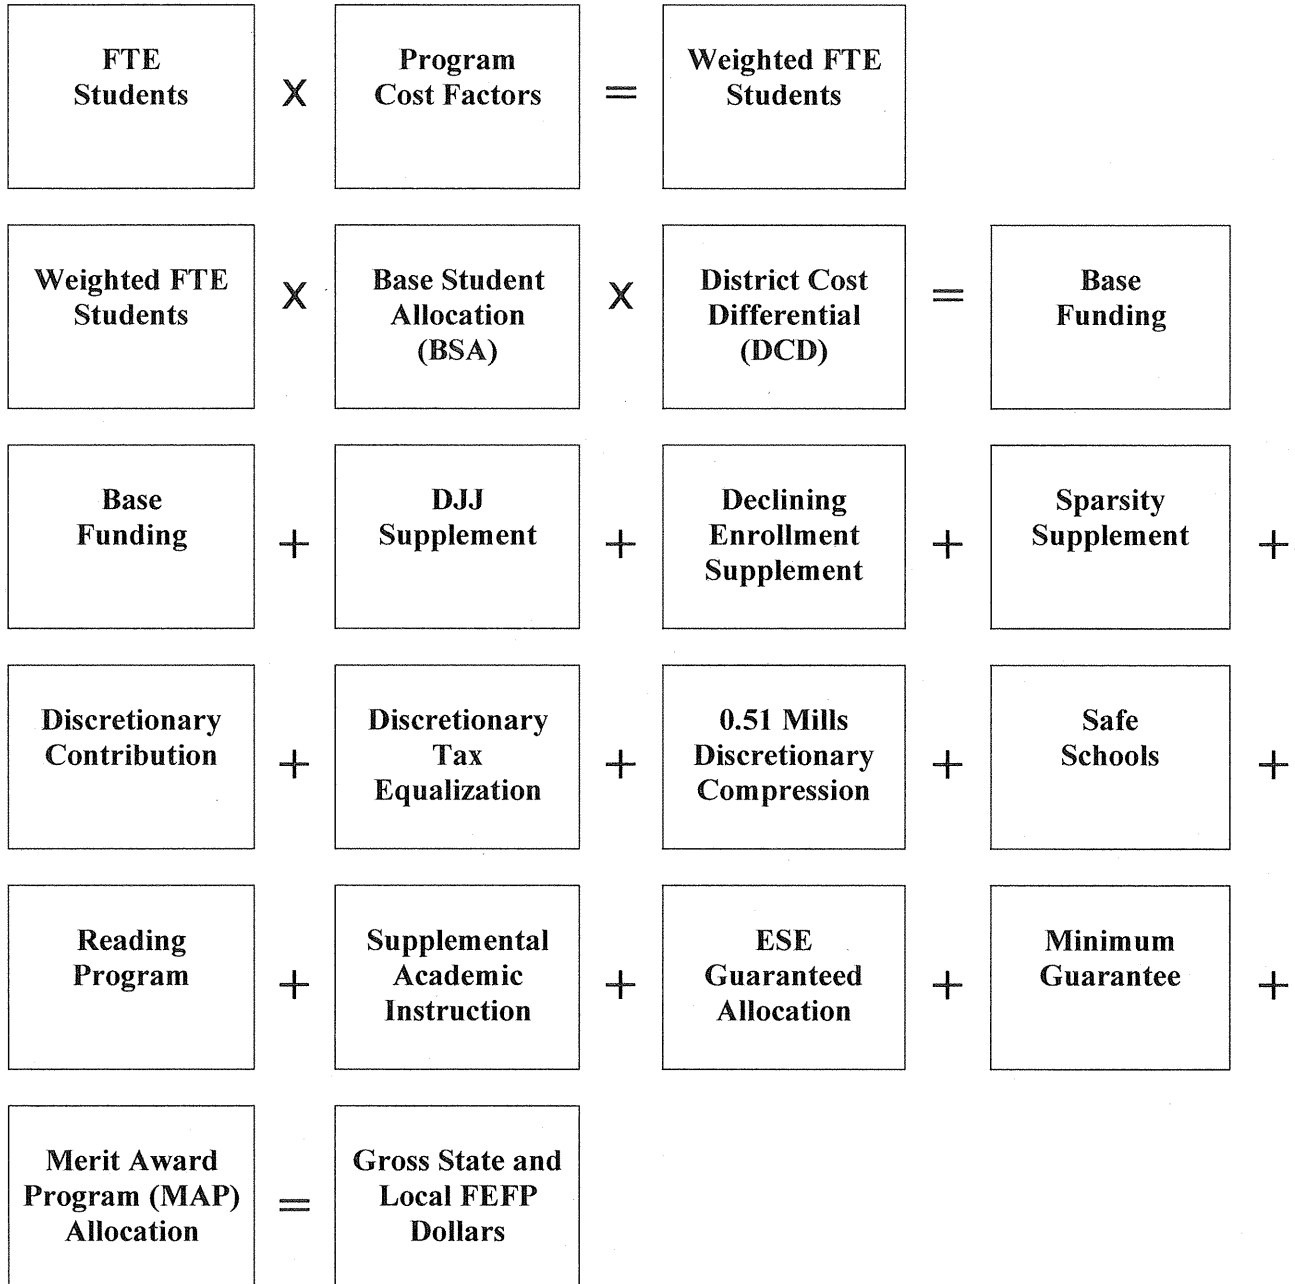 FTE
Students
X
Program
Cost Factors
=
Weighted FTE
Students
Weighted FTE
Students
X
Base Student
Allocation
(BSA)
X
District Cost
Differential
(DCD)
=
Base
Funding
Base
Funding
+
DJJ
Supplement
+
Declining
Enrollment
Supplement
+
Sparsity
Supplement
+
Discretionary
Contribution
+
Discretionary
Tax
Equalization
+
0.51 Mills
Discretionary
Compression
+
Safe
Schools
+
Reading
Program
+
Supplemental
Academic
Instruction
+
ESE
Guaranteed
Allocation
+
Minimum
Guarantee
+
Merit Award
Program (MAP)
Allocation
=
Gross State and
Local FEFP
Dollars